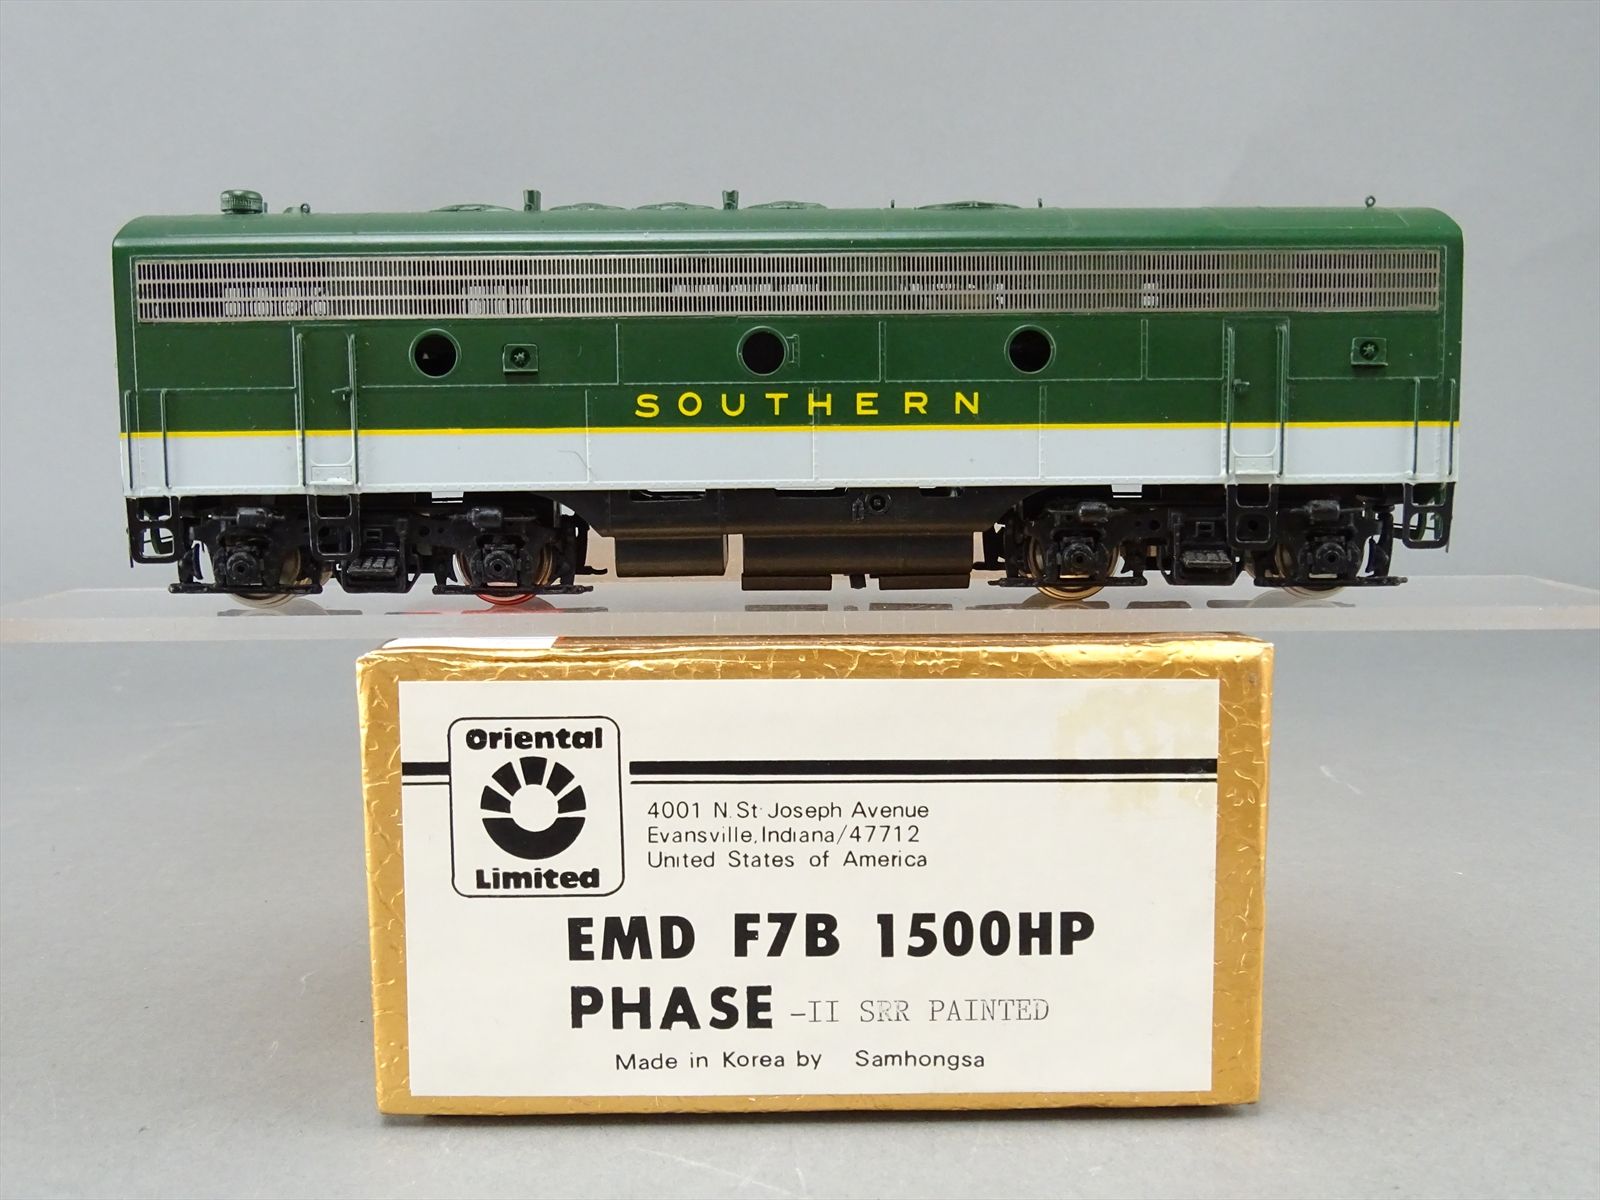 SOUTHERN
Oriental
Limited
4001 N. St. Joseph Avenue
Evansville, Indiana/47712
United States of America
EMD F7B 1500HP
PHASE -II SRR PAINTED
Made in Korea by Samhongsa